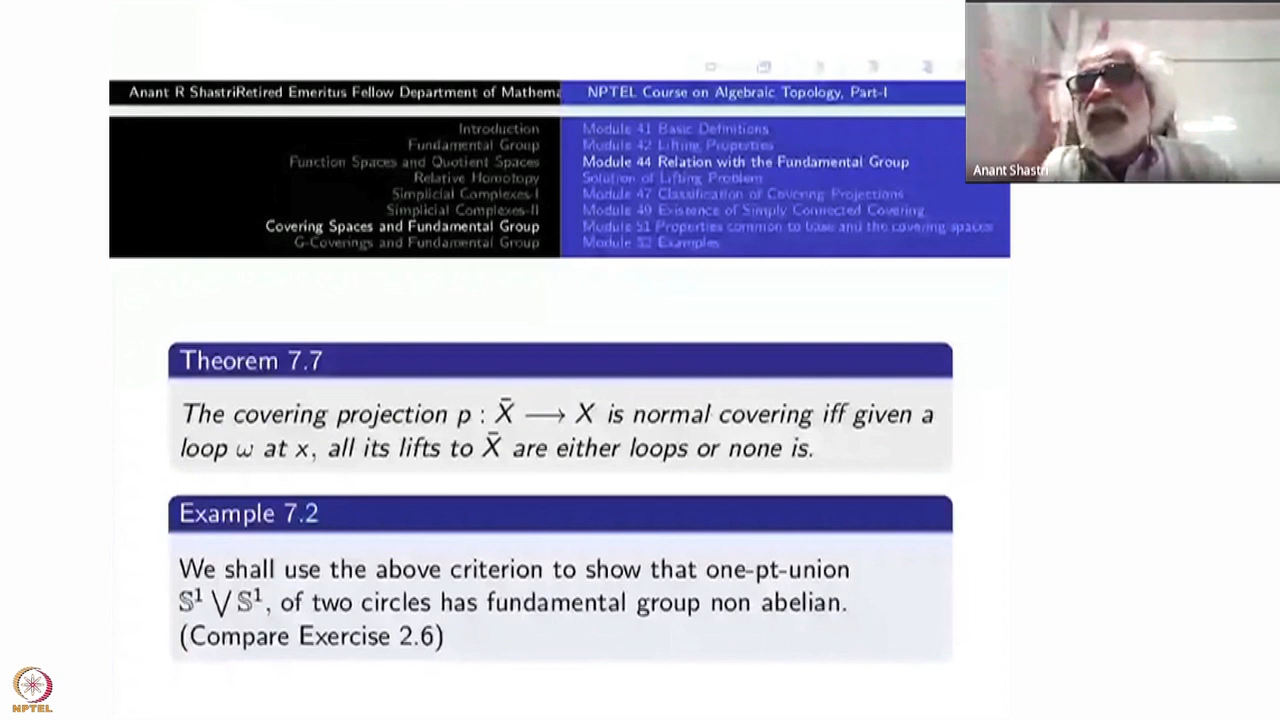 Anant R ShastriRetired Emeritus Fellow Department of Mathema
NPTEL Course on Algebraic Topology, Part-I
Introduction
Fundamental Group
Function Spaces and Quotient Spaces
Relative Homotopy
Simplicial Complexes-I
Simplicial Complexes-II
Covering Spaces and Fundamental Group
G-Coverings and Fundamental Group
Module 41 Basic Definitions
Module 42 Lifting Properties
Module 44 Relation with the Fundamental Group
Solution of Lifting Problem
Module 47 Classification of Covering Projections
Module 49 Existence of Simply Connected Covering
Module 51 Properties common to base and the covering spaces
Module 52 Examples
Anant Shastri
Theorem 7.7
The covering projection p : X̄ ⟶ X is normal covering iff given a
loop ω at x, all its lifts to X̄ are either loops or none is.
Example 7.2
We shall use the above criterion to show that one-pt-union
𝕊¹ ⋁ 𝕊¹, of two circles has fundamental group non abelian.
(Compare Exercise 2.6)
NPTEL